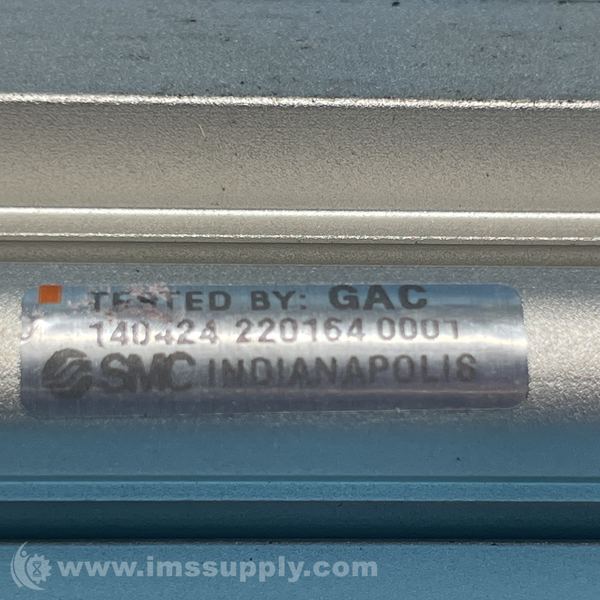 TESTED BY: GAC
140424 220164 0001
SMC INDIANAPOLIS
www.imssupply.com